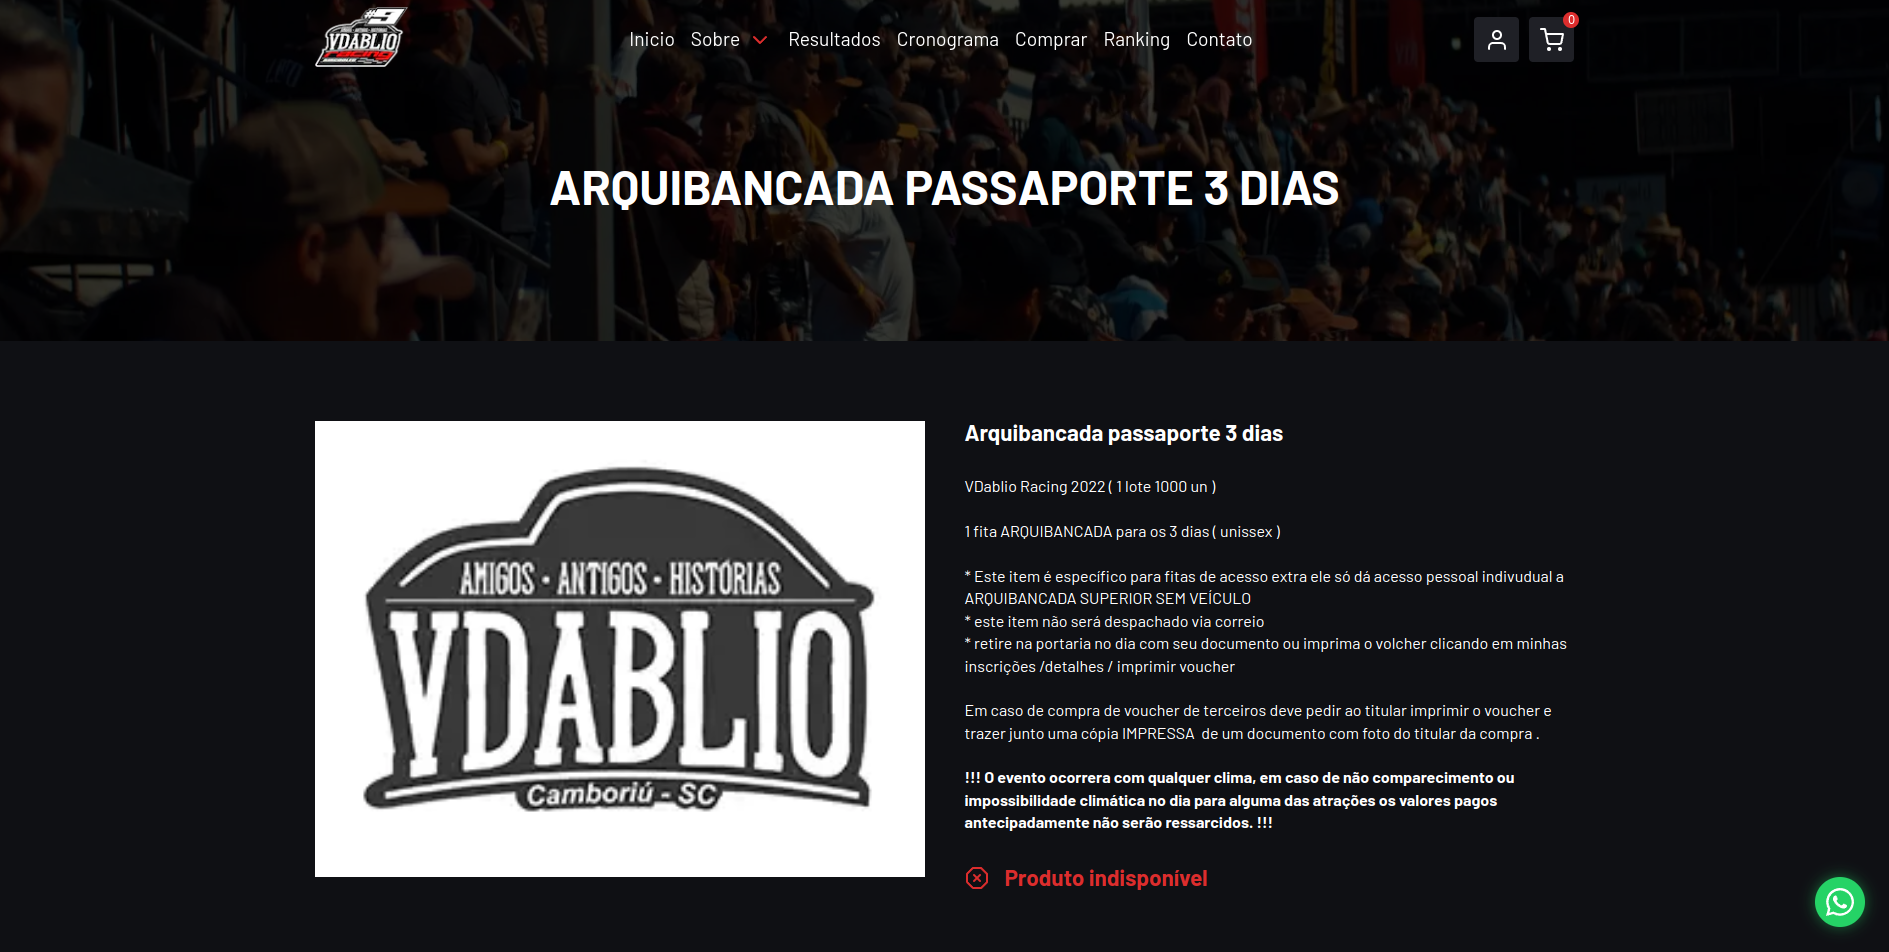 #9
VDABLIO
racing
Inicio Sobre Resultados Cronograma Comprar Ranking Contato
0
ARQUIBANCADA PASSAPORTE 3 DIAS
AMIGOS • ANTIGOS • HISTÓRIAS
VDABLIO
Camboriú - SC
Arquibancada passaporte 3 dias
VDablio Racing 2022 ( 1 lote 1000 un )
1 fita ARQUIBANCADA para os 3 dias ( unissex )
* Este item é específico para fitas de acesso extra ele só dá acesso pessoal indivudual a
ARQUIBANCADA SUPERIOR SEM VEÍCULO
* este item não será despachado via correio
* retire na portaria no dia com seu documento ou imprima o volcher clicando em minhas
inscrições /detalhes / imprimir voucher
Em caso de compra de voucher de terceiros deve pedir ao titular imprimir o voucher e
trazer junto uma cópia IMPRESSA  de um documento com foto do titular da compra .
!!! O evento ocorrera com qualquer clima, em caso de não comparecimento ou
impossibilidade climática no dia para alguma das atrações os valores pagos
antecipadamente não serão ressarcidos. !!!
Produto indisponível